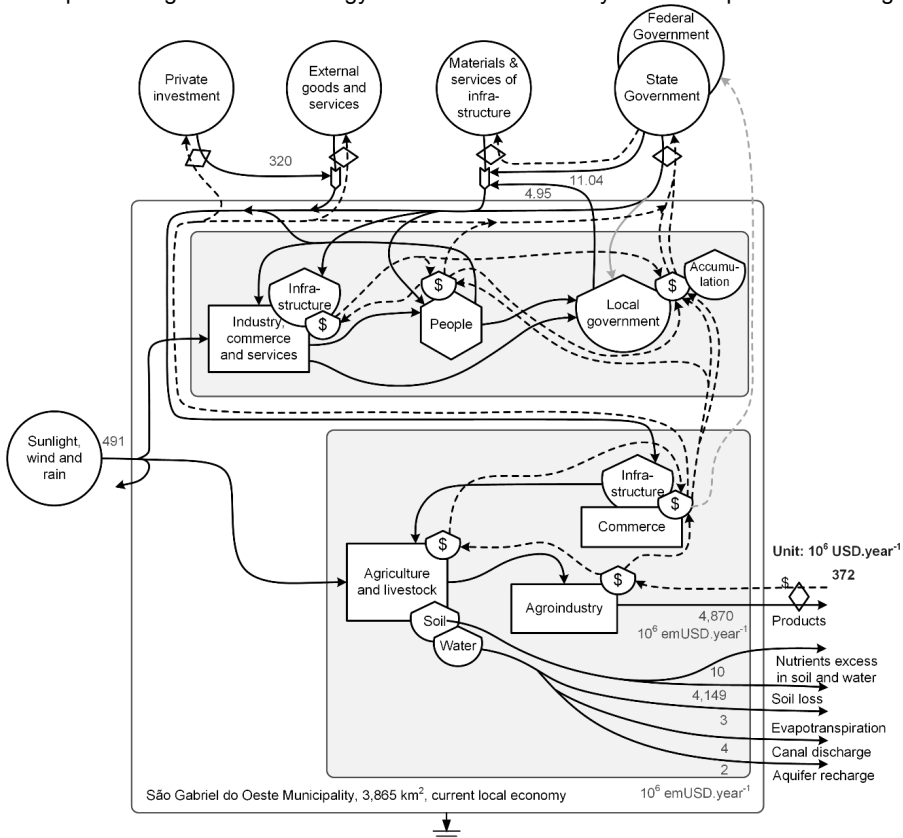 Federal
Government
Private
investment
External
goods and
services
Materials &
services of
infra-
structure
State
Government
320
11.04
4.95
Infra-
structure
$
Industry,
commerce
and services
$
People
Local
government
$
Accumu-
lation
Sunlight,
wind and
rain
491
Infra-
structure
$
Commerce
$
Agriculture
and livestock
Soil
Water
$
Agroindustry
Unit: 10⁶ USD.year⁻¹
$
372
4,870
10⁶ emUSD.year⁻¹
Products
Nutrients excess
in soil and water
10
4,149
Soil loss
3
Evapotranspiration
4
Canal discharge
2
Aquifer recharge
São Gabriel do Oeste Municipality, 3,865 km², current local economy
10⁶ emUSD.year⁻¹